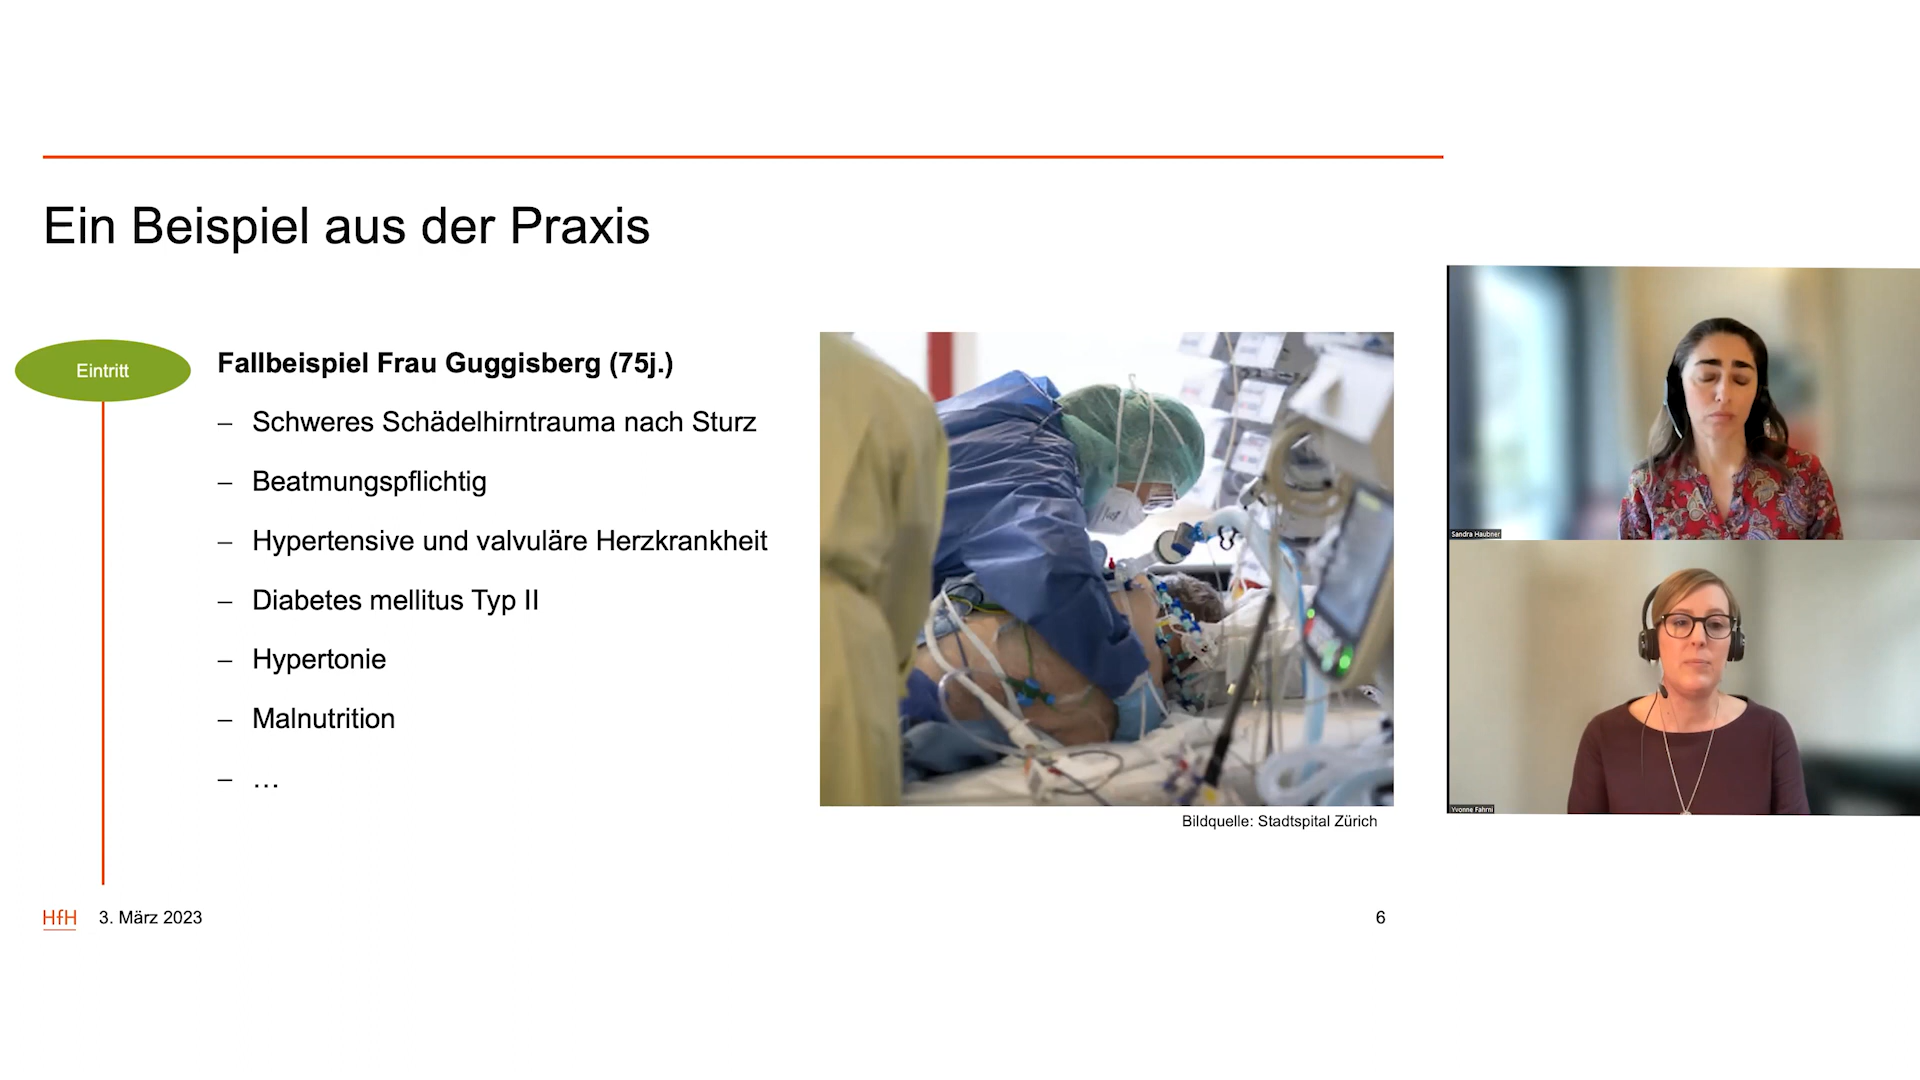 Ein Beispiel aus der Praxis
Eintritt
Fallbeispiel Frau Guggisberg (75j.)
– Schweres Schädelhirntrauma nach Sturz
– Beatmungspflichtig
– Hypertensive und valvuläre Herzkrankheit
– Diabetes mellitus Typ II
– Hypertonie
– Malnutrition
– …
Bildquelle: Stadtspital Zürich
HfH 3. März 2023
6
Sandra Haubner
Yvonne Fahrni